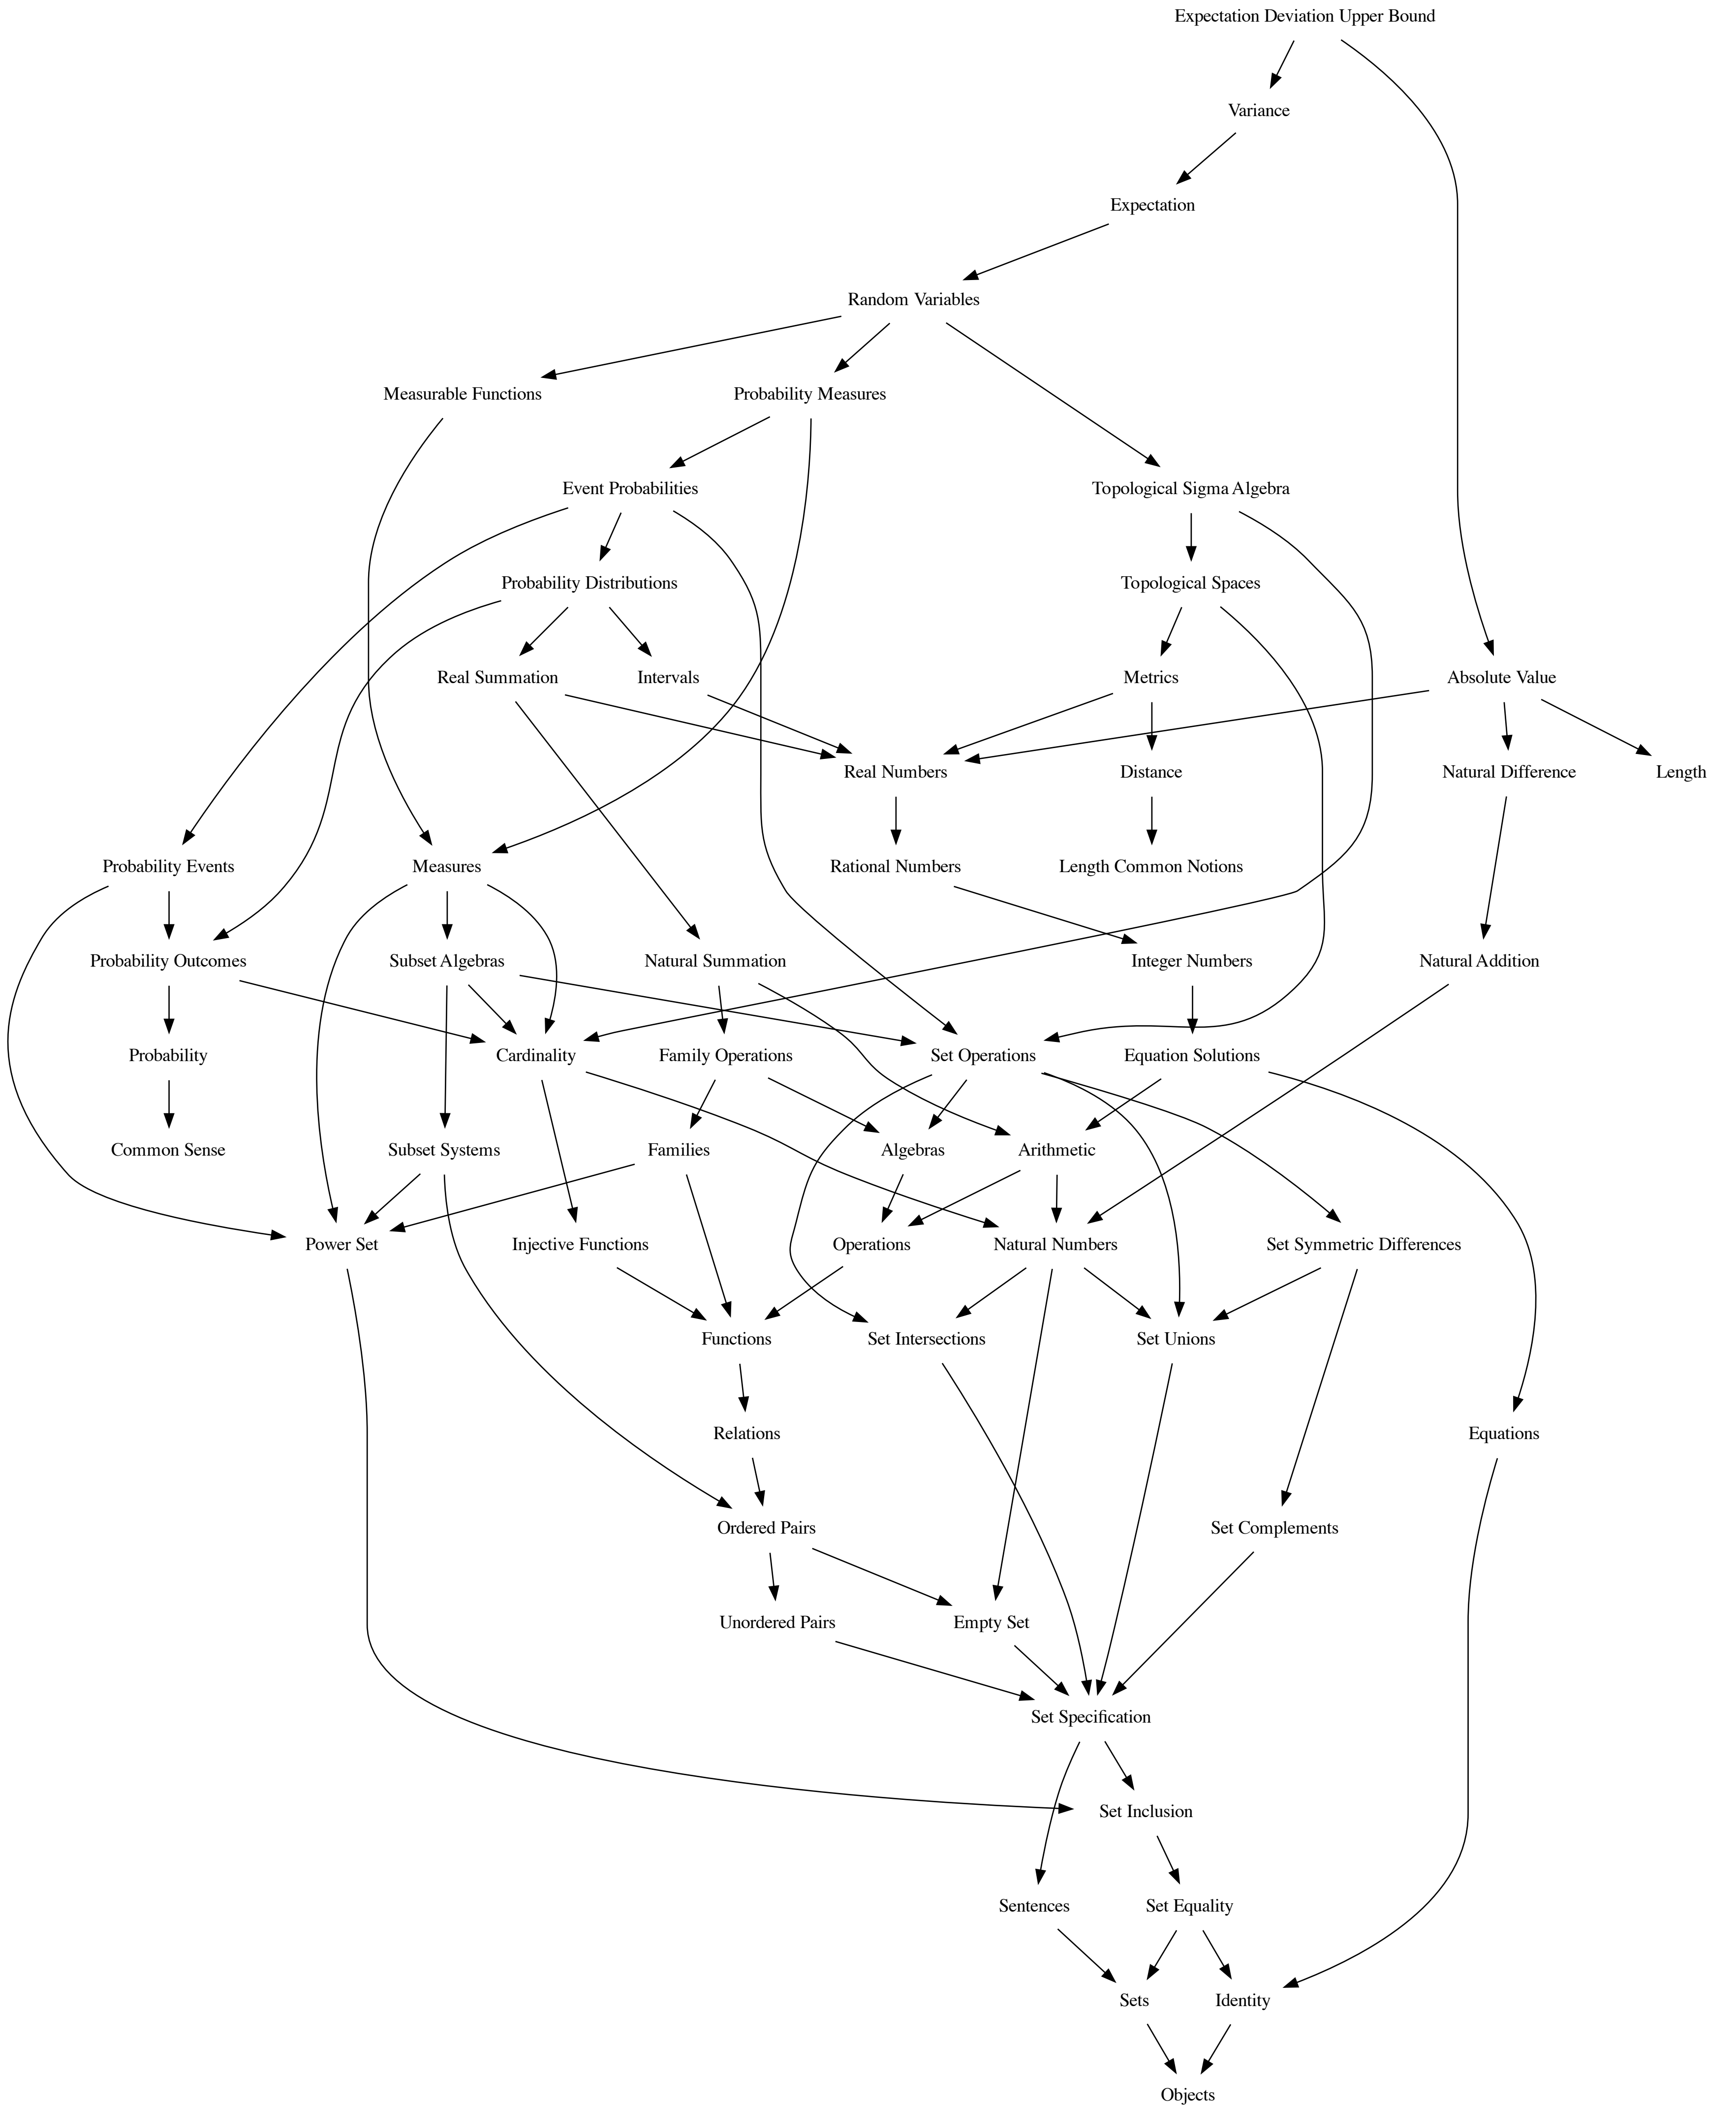 Expectation Deviation Upper Bound
Variance
Expectation
Random Variables
Measurable Functions
Probability Measures
Event Probabilities
Topological Sigma Algebra
Probability Distributions
Topological Spaces
Real Summation
Intervals
Metrics
Absolute Value
Real Numbers
Distance
Natural Difference
Length
Probability Events
Measures
Rational Numbers
Length Common Notions
Probability Outcomes
Subset Algebras
Natural Summation
Integer Numbers
Natural Addition
Probability
Cardinality
Family Operations
Set Operations
Equation Solutions
Common Sense
Subset Systems
Families
Algebras
Arithmetic
Power Set
Injective Functions
Operations
Natural Numbers
Set Symmetric Differences
Functions
Set Intersections
Set Unions
Relations
Equations
Ordered Pairs
Set Complements
Unordered Pairs
Empty Set
Set Specification
Set Inclusion
Sentences
Set Equality
Sets
Identity
Objects